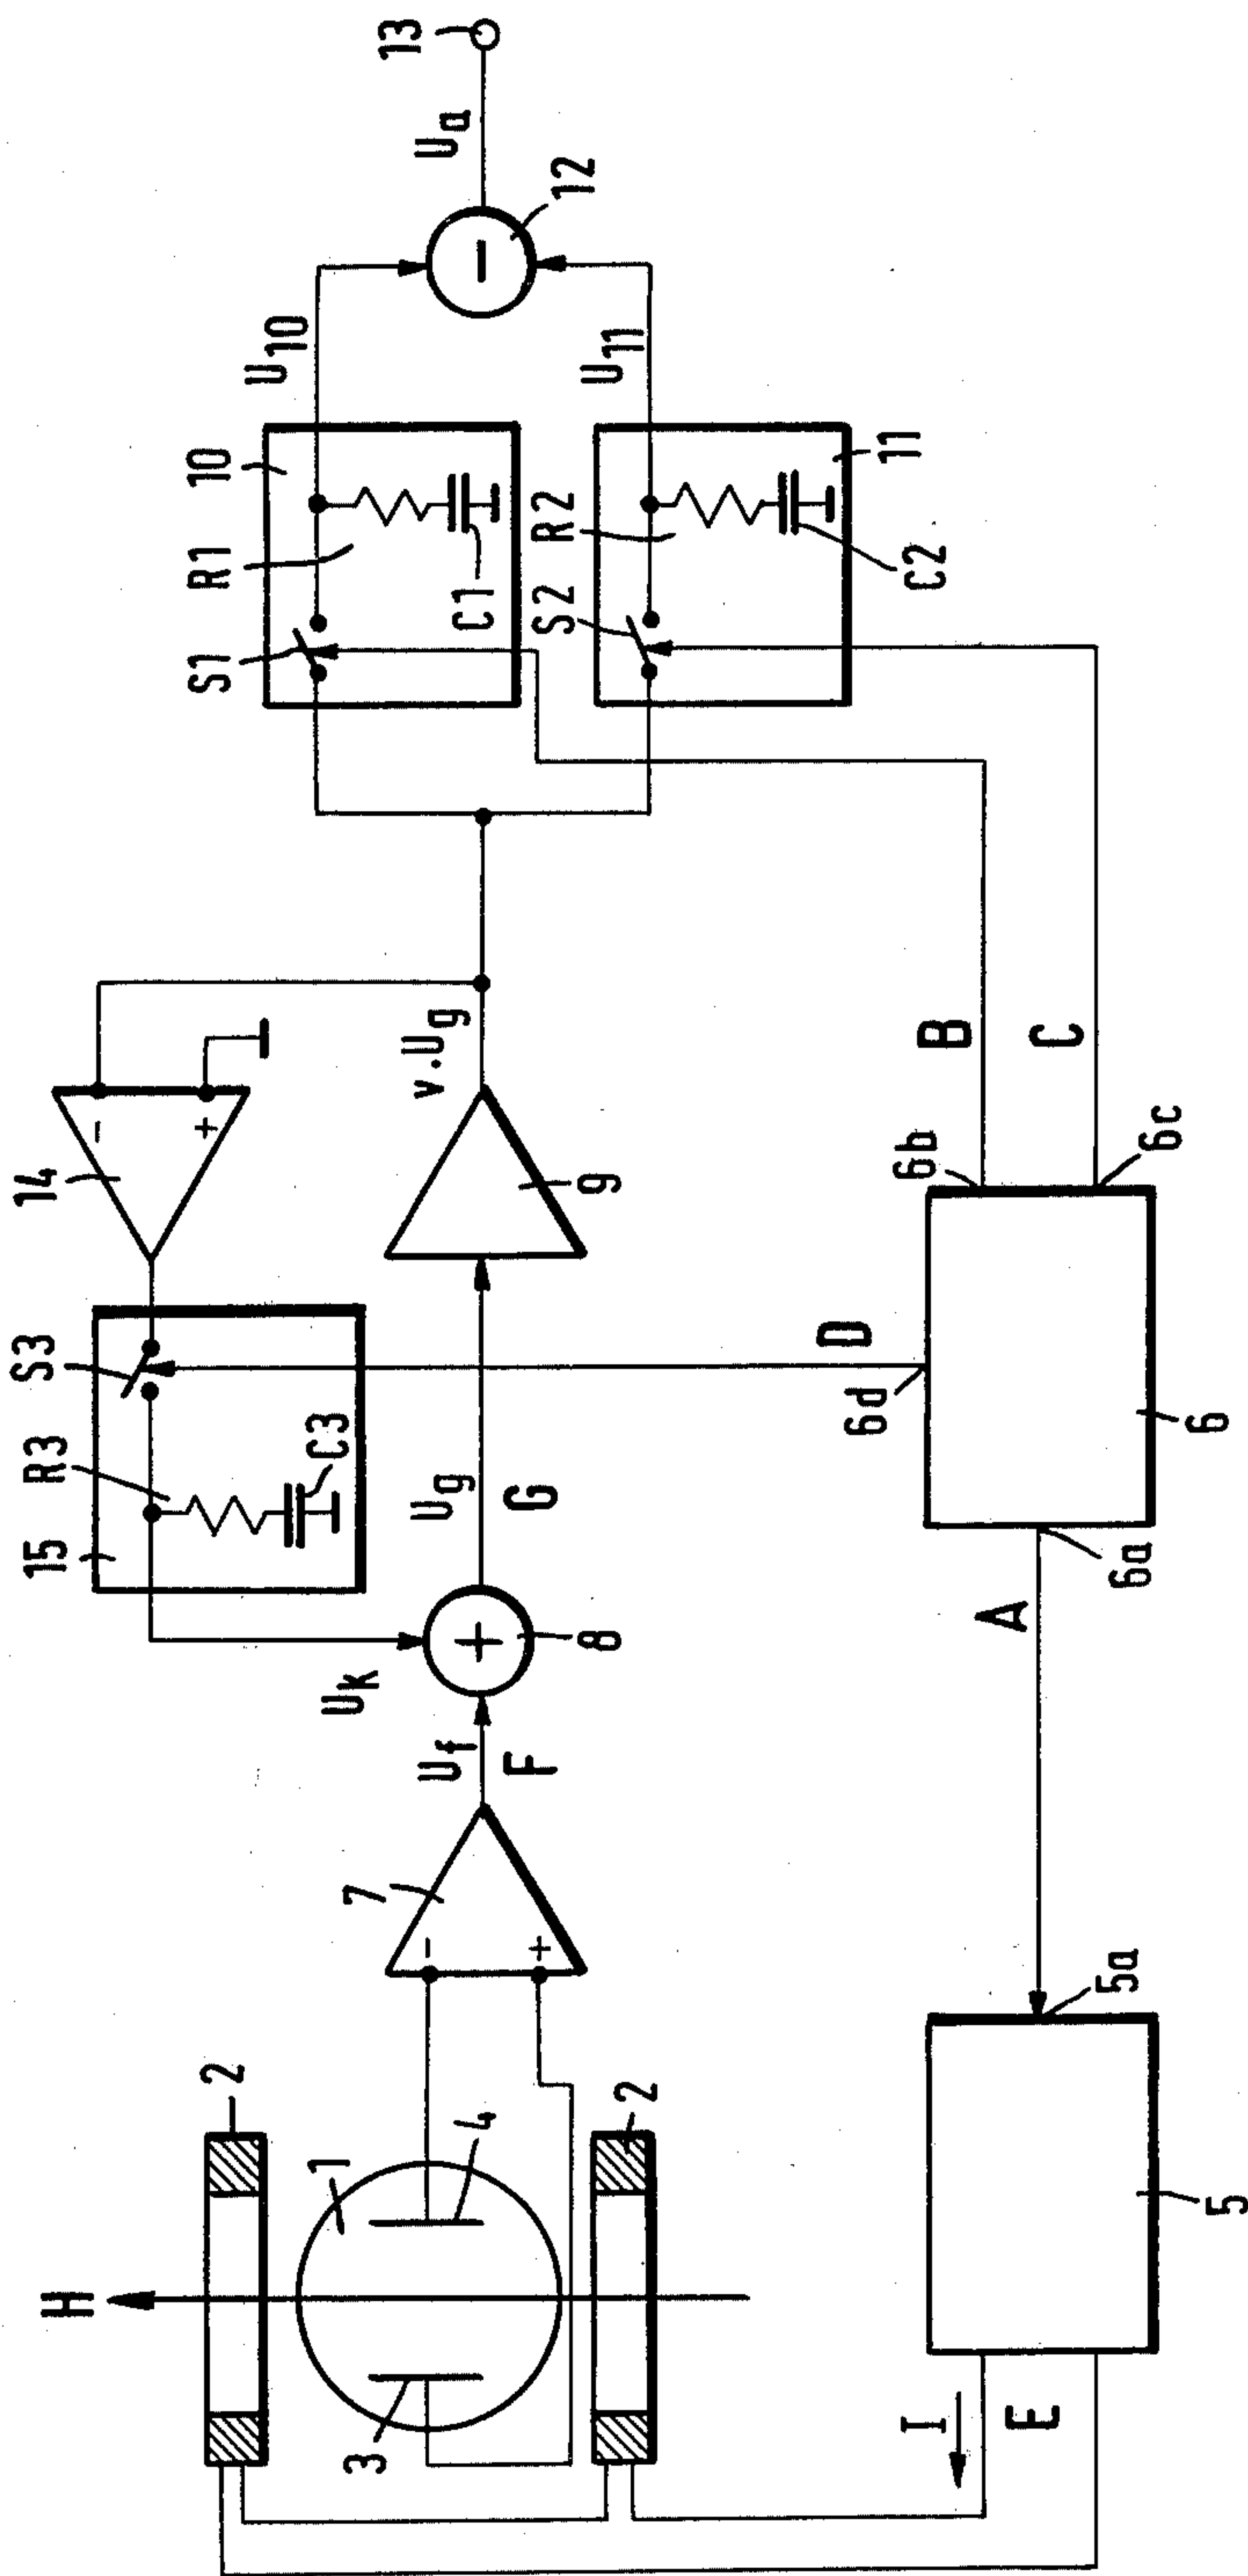 H
2
1
4
3
2
I
E
5
5a
A
7
-
+
Uf
F
Uk
8
+
Ug
G
15
R3
C3
S3
14
-
+
9
v.Ug
D
6d
6a
6
6b
6c
B
C
S1
R1
C1
10
U10
S2
R2
C2
11
U11
-
12
Ua
13